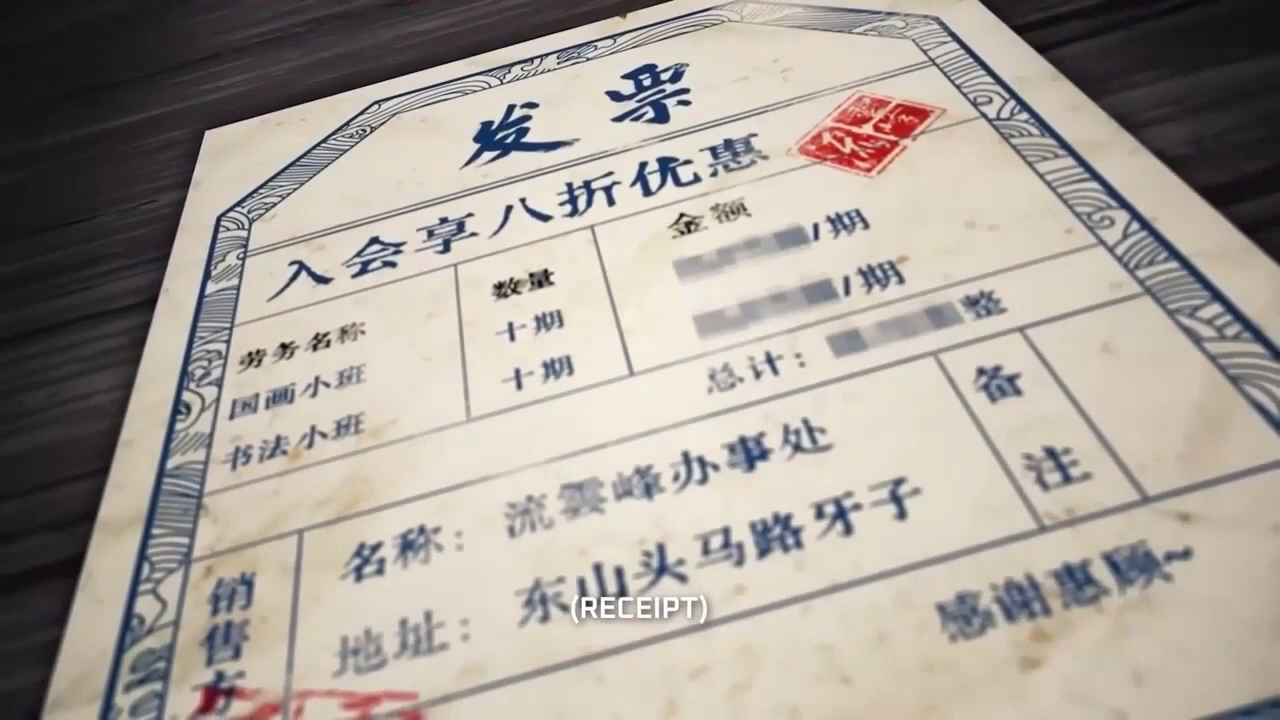 发票
入会享八折优惠
劳务名称 数量 金额
国画小班 十期 /期
书法小班 十期 /期
总计： 整
销售方
名称：流雲峰办事处
地址：东山头马路牙子
备注
感谢惠顾~
(RECEIPT)